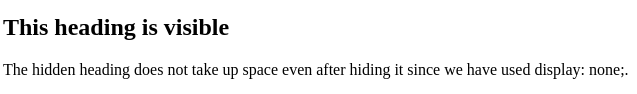 This heading is visible
The hidden heading does not take up space even after hiding it since we have used display: none;.